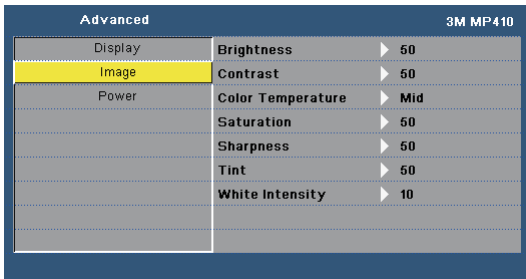 Advanced 3M MP410
Display
Image
Power
Brightness 50
Contrast 50
Color Temperature Mid
Saturation 50
Sharpness 50
Tint 50
White Intensity 10